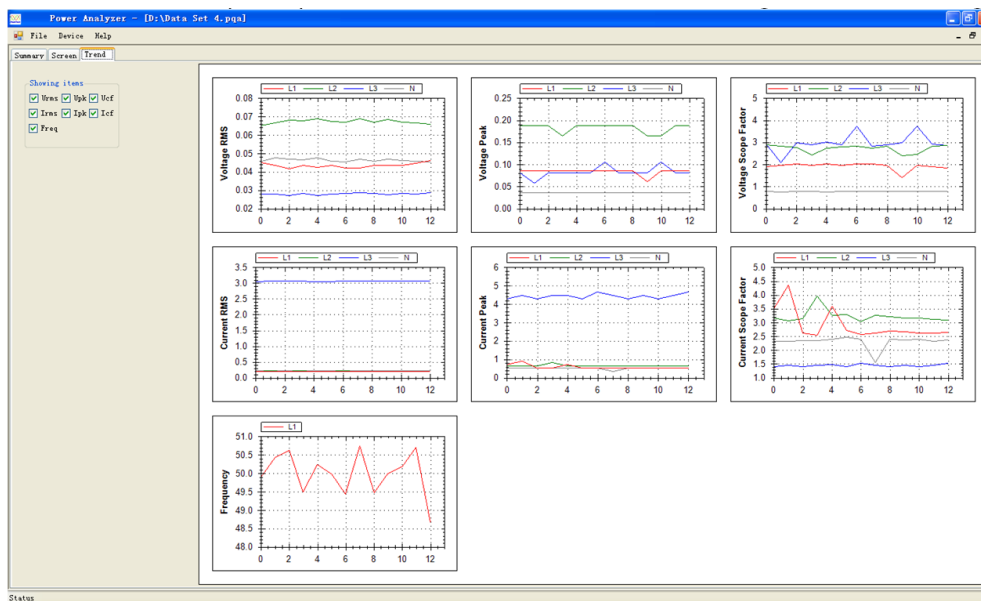 Power Analyzer - [D:\Data Set 4.pqa]
File Device Help
Summary Screen Trend
Showing items
Urms Upk Ucf
Irms Ipk Icf
Freq
L1 L2 L3 N
Voltage RMS
0.08
0.07
0.06
0.05
0.04
0.03
0.02
0 2 4 6 8 10 12
L1 L2 L3 N
Voltage Peak
0.25
0.20
0.15
0.10
0.05
0.00
0 2 4 6 8 10 12
L1 L2 L3 N
Voltage Scope Factor
5
4
3
2
1
0
0 2 4 6 8 10 12
L1 L2 L3 N
Current RMS
3.5
3.0
2.5
2.0
1.5
1.0
0.5
0.0
0 2 4 6 8 10 12
L1 L2 L3 N
Current Peak
6
5
4
3
2
1
0
0 2 4 6 8 10 12
L1 L2 L3 N
Current Scope Factor
5.0
4.5
4.0
3.5
3.0
2.5
2.0
1.5
1.0
0 2 4 6 8 10 12
L1
Frequency
51.0
50.5
50.0
49.5
49.0
48.5
48.0
0 2 4 6 8 10 12
Status